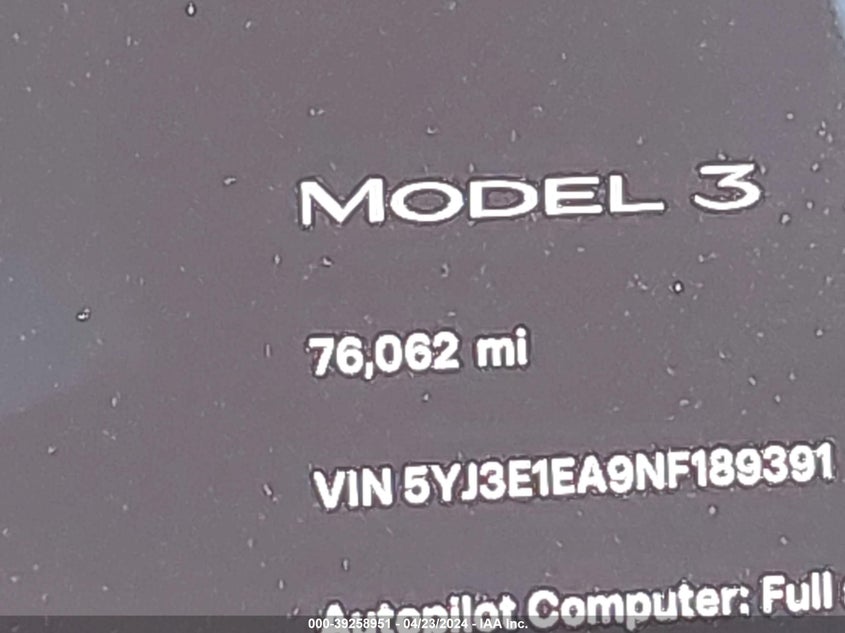 MODEL 3
76,062 mi
VIN 5YJ3E1EA9NF189391
Autopilot Computer: Full
000-39258951 - 04/23/2024 - IAA Inc.